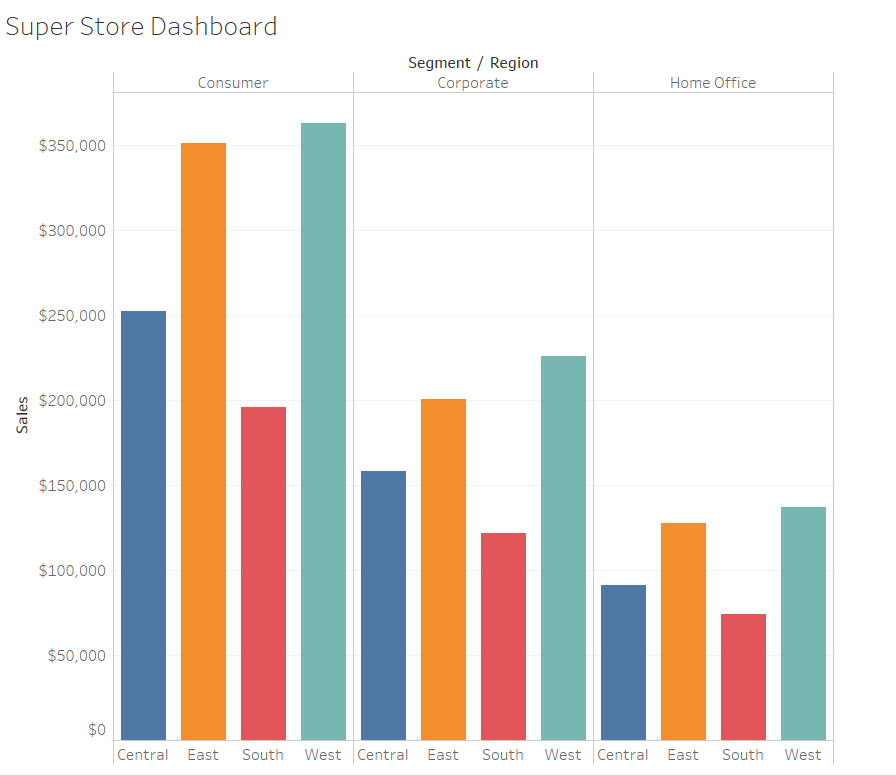 Super Store Dashboard
Segment / Region
Consumer Corporate Home Office
$350,000
$300,000
$250,000
$200,000
$150,000
$100,000
$50,000
$0
Sales
Central East South West Central East South West Central East South West